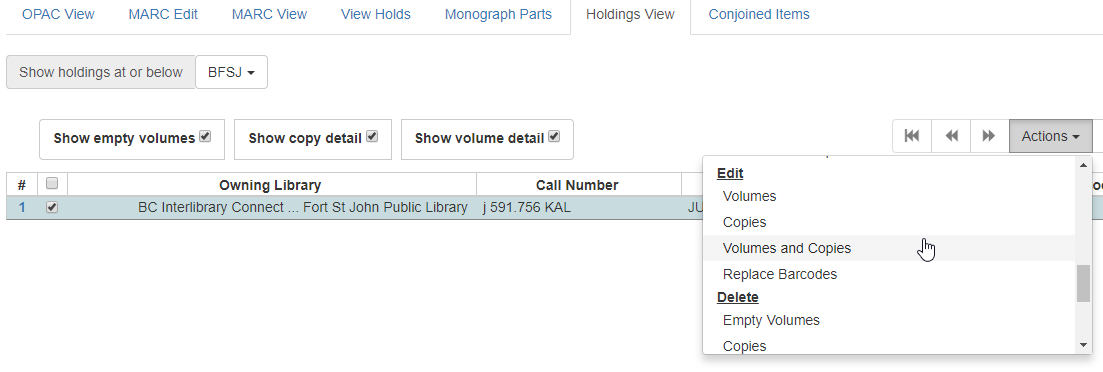 OPAC View MARC Edit MARC View View Holds Monograph Parts Holdings View Conjoined Items
Show holdings at or below BFSJ
Show empty volumes Show copy detail Show volume detail Actions
# Owning Library Call Number
1 BC Interlibrary Connect ... Fort St John Public Library j 591.756 KAL JU
Edit
Volumes
Copies
Volumes and Copies
Replace Barcodes
Delete
Empty Volumes
Copies